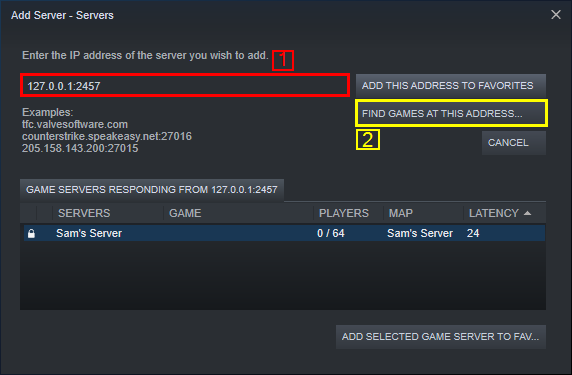 Add Server - Servers
Enter the IP address of the server you wish to add.
1
127.0.0.1:2457
ADD THIS ADDRESS TO FAVORITES
Examples:
tfc.valvesoftware.com
counterstrike.speakeasy.net:27016
205.158.143.200:27015
FIND GAMES AT THIS ADDRESS...
2
CANCEL
GAME SERVERS RESPONDING FROM 127.0.0.1:2457
SERVERS GAME PLAYERS MAP LATENCY
Sam's Server 0 / 64 Sam's Server 24
ADD SELECTED GAME SERVER TO FAV...